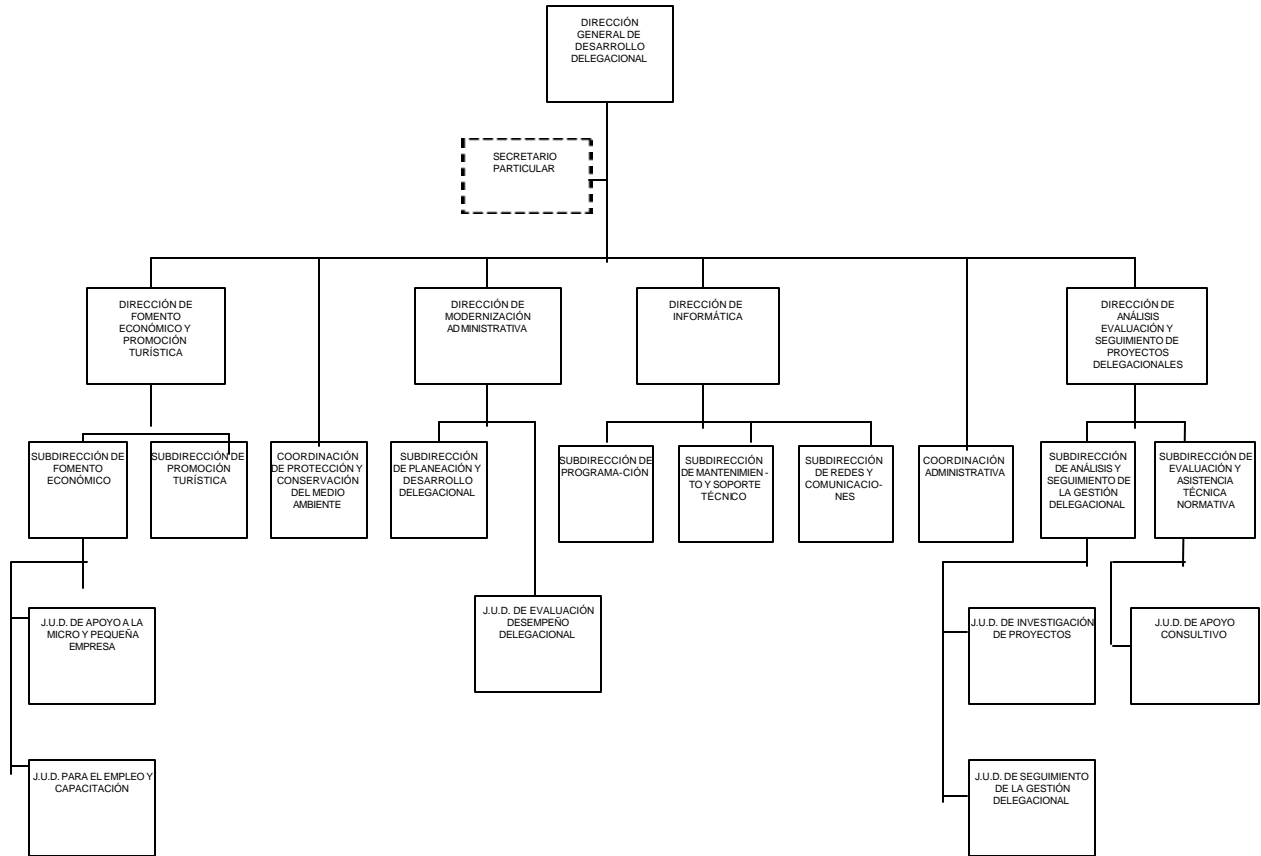 DIRECCIÓN
GENERAL DE
DESARROLLO
DELEGACIONAL
SECRETARIO
PARTICULAR
DIRECCIÓN DE
FOMENTO
ECONÓMICO Y
PROMOCIÓN
TURÍSTICA
DIRECCIÓN DE
MODERNIZACIÓN
ADMINISTRATIVA
DIRECCIÓN DE
INFORMÁTICA
DIRECCIÓN DE
ANÁLISIS
EVALUACIÓN Y
SEGUIMIENTO DE
PROYECTOS
DELEGACIONALES
SUBDIRECCIÓN DE
FOMENTO
ECONÓMICO
SUBDIRECCIÓN DE
PROMOCIÓN
TURÍSTICA
COORDINACIÓN
DE PROTECCIÓN Y
CONSERVACIÓN
DEL MEDIO
AMBIENTE
SUBDIRECCIÓN
DE PLANEACIÓN Y
DESARROLLO
DELEGACIONAL
SUBDIRECCIÓN DE
PROGRAMA-CIÓN
SUBDIRECCIÓN
DE MANTENIMIEN-
TO Y SOPORTE
TÉCNICO
SUBDIRECCIÓN
DE REDES Y
COMUNICACIO-
NES
COORDINACIÓN
ADMINISTRATIVA
SUBDIRECCIÓN
DE ANÁLISIS Y
SEGUIMIENTO DE
LA GESTIÓN
DELEGACIONAL
SUBDIRECCIÓN DE
EVALUACIÓN Y
ASISTENCIA
TÉCNICA
NORMATIVA
J.U.D. DE APOYO A LA
MICRO Y PEQUEÑA
EMPRESA
J.U.D. DE EVALUACIÓN
DESEMPEÑO
DELEGACIONAL
J.U.D. DE INVESTIGACIÓN
DE PROYECTOS
J.U.D. DE APOYO
CONSULTIVO
J.U.D. PARA EL EMPLEO Y
CAPACITACIÓN
J.U.D. DE SEGUIMIENTO
DE LA GESTIÓN
DELEGACIONAL